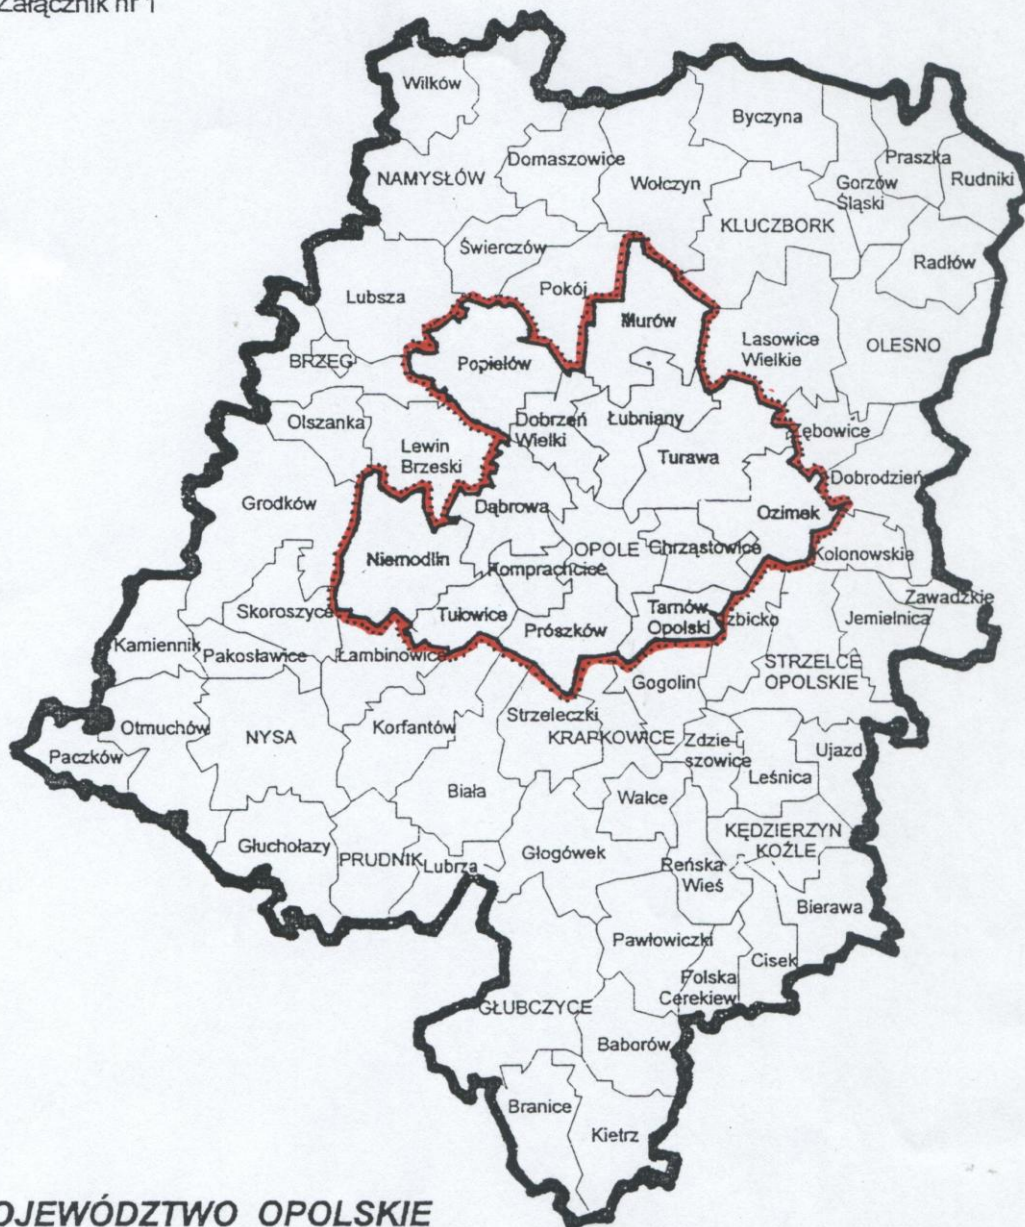 Załącznik nr 1
Wilków
Byczyna
Domaszowice
Praszka
NAMYSŁÓW
Wołczyn
Gorzów
Śląski
Rudniki
KLUCZBORK
Świerczów
Radłów
Pokój
Lubsza
Murów
Lasowice
Wielkie
OLESNO
BRZEG
Popielów
Olszanka
Dobrzeń
Wielki
Łubniany
Zębowice
Lewin
Brzeski
Turawa
Dobrodzień
Grodków
Dąbrowa
Ozimek
Niemodlin
OPOLE
Chrząstowice
Kolonowskie
Komprachcice
Zawadzkie
Skoroszyce
Tułowice
Tarnów
Opolski
zbicko
Jemielnica
Kamiennik
Pakosławice
Łambinowice
Prószków
STRZELCE
OPOLSKIE
Gogolin
Otmuchów
NYSA
Korfantów
Strzeleczki
KRAPKOWICE
Zdzie-
szowice
Ujazd
Paczków
Leśnica
Biała
Walce
Głuchołazy
PRUDNIK
Lubrza
Głogówek
Reńska
Wieś
KĘDZIERZYN
KOŹLE
Bierawa
Pawłowiczki
Cisek
Polska
Cerekiew
GŁUBCZYCE
Baborów
Branice
Kietrz
OJEWÓDZTWO OPOLSKIE